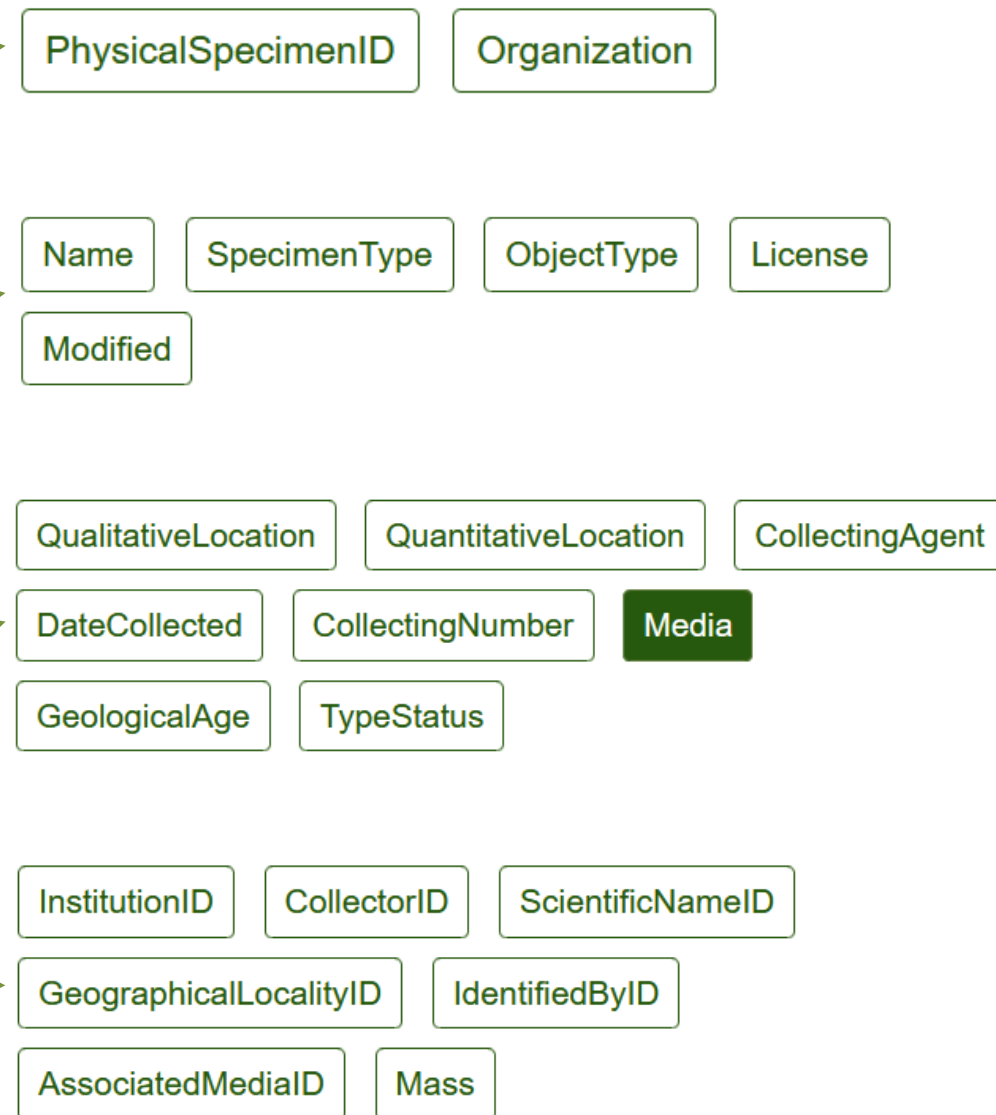 PhysicalSpecimenID Organization
Name SpecimenType ObjectType License
Modified
QualitativeLocation QuantitativeLocation CollectingAgent
DateCollected CollectingNumber Media
GeologicalAge TypeStatus
InstitutionID CollectorID ScientificNameID
GeographicalLocalityID IdentifiedByID
AssociatedMediaID Mass